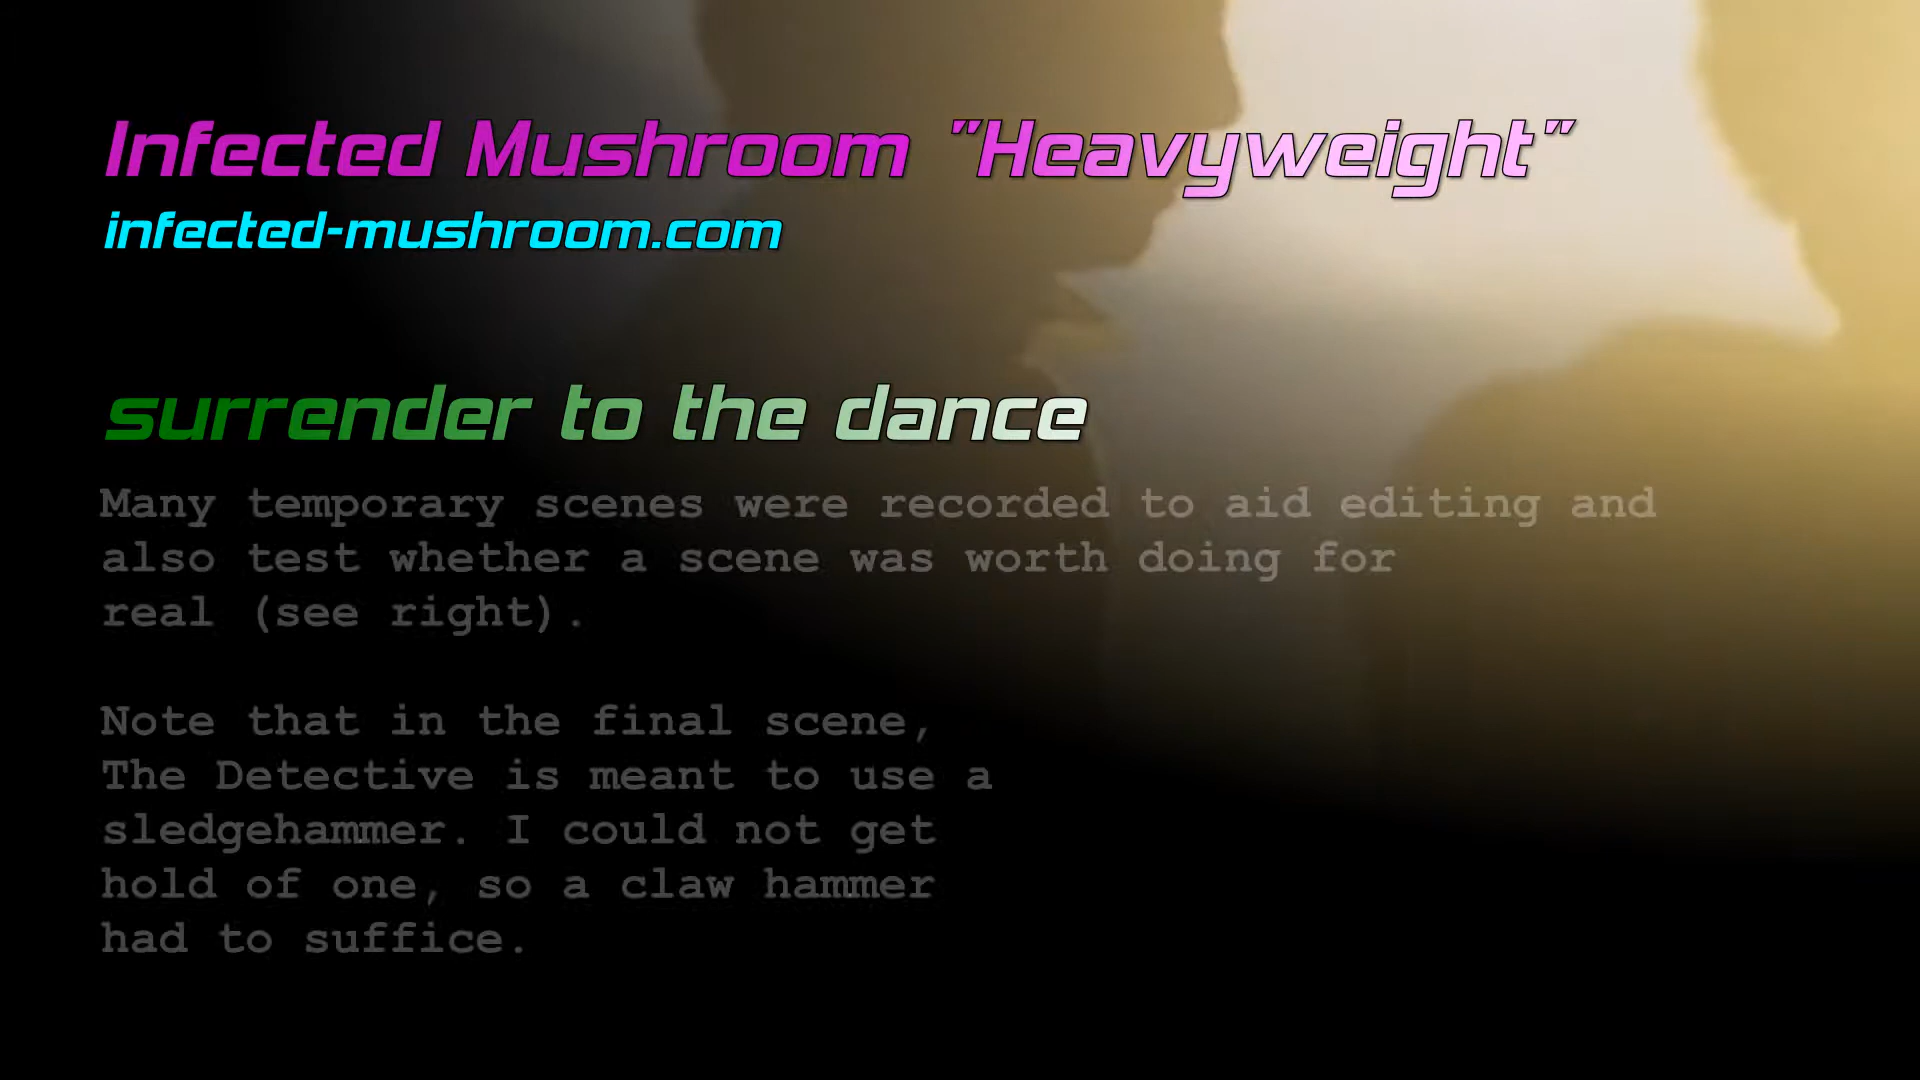 Infected Mushroom "Heavyweight"
infected-mushroom.com
surrender to the dance
Many temporary scenes were recorded to aid editing and
also test whether a scene was worth doing for
real (see right).
Note that in the final scene,
The Detective is meant to use a
sledgehammer. I could not get
hold of one, so a claw hammer
had to suffice.